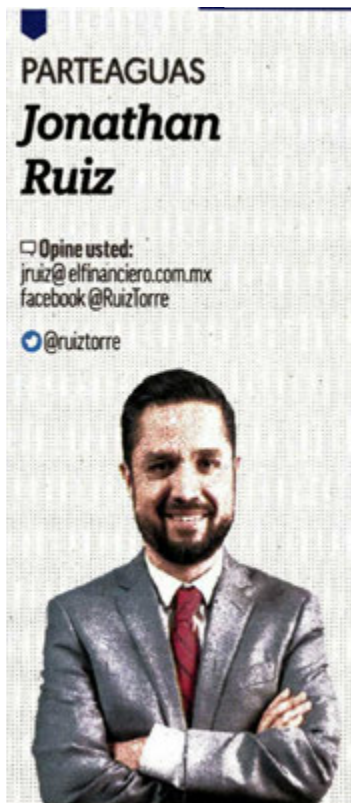 PARTEAGUAS
Jonathan
Ruiz
Opine usted:
jruiz@elfinanciero.com.mx
facebook @RuizTorre
@ruiztorre